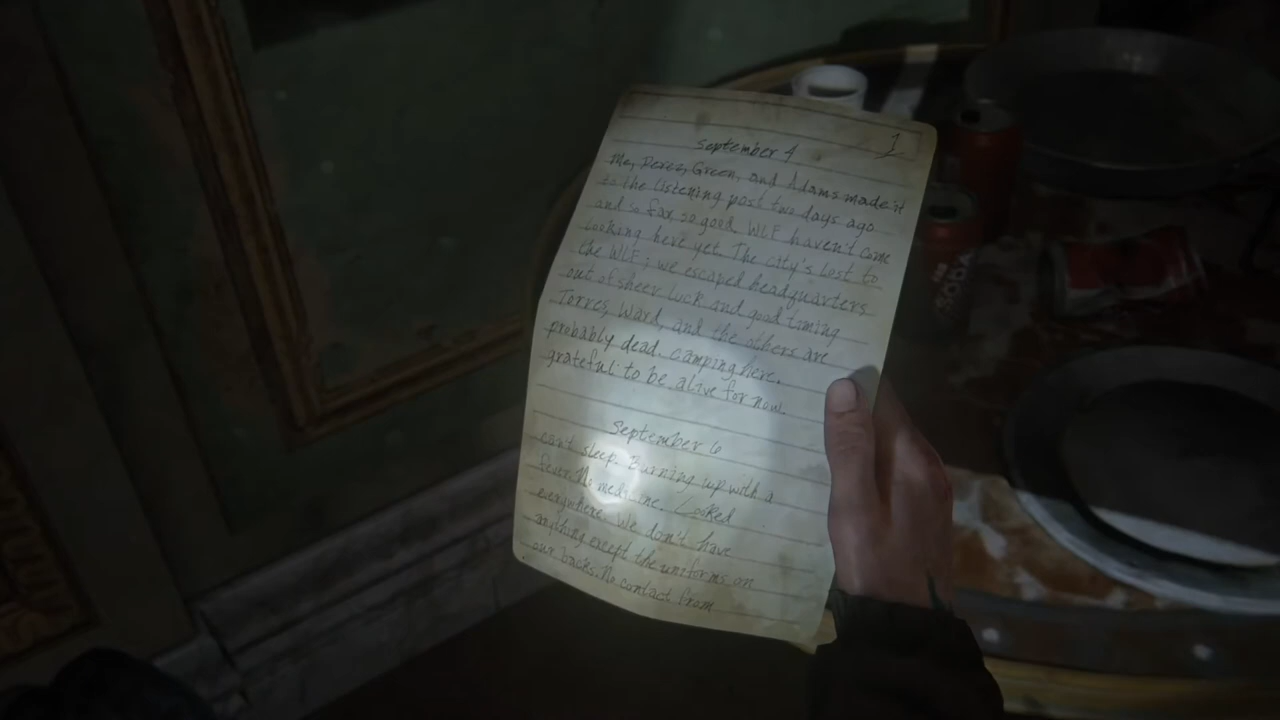 1
September 4
Me, Perez, Green, and Adams made it
to the listening post two days ago
and so far, so good. WLF haven't come
looking here yet. The city's lost to
the WLF; we escaped headquarters
out of sheer luck and good timing
Torres, Ward, and the others are
probably dead. camping here.
grateful to be alive for now.
September 6
can't sleep. Burning up with a
fever. No medicine. Looked
everywhere. We don't have
anything except the uniforms on
our backs. No contact from
SODA